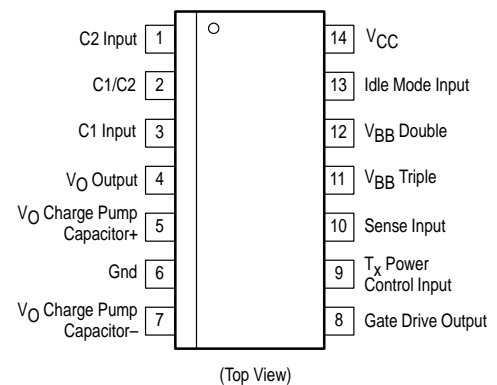 C2 Input 1
C1/C2 2
C1 Input 3
VO Output 4
VO Charge Pump
Capacitor+ 5
Gnd 6
VO Charge Pump
Capacitor– 7
14 VCC
13 Idle Mode Input
12 VBB Double
11 VBB Triple
10 Sense Input
9 Tx Power
Control Input
8 Gate Drive Output
(Top View)